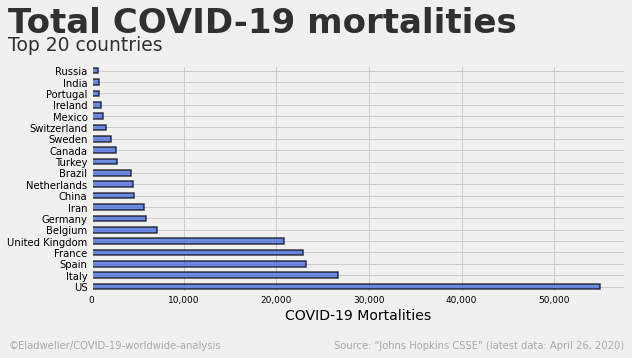 Total COVID-19 mortalities
Top 20 countries
Russia
India
Portugal
Ireland
Mexico
Switzerland
Sweden
Canada
Turkey
Brazil
Netherlands
China
Iran
Germany
Belgium
United Kingdom
France
Spain
Italy
US
0 10,000 20,000 30,000 40,000 50,000
COVID-19 Mortalities
©Eladweller/COVID-19-worldwide-analysis Source: "Johns Hopkins CSSE" (latest data: April 26, 2020)